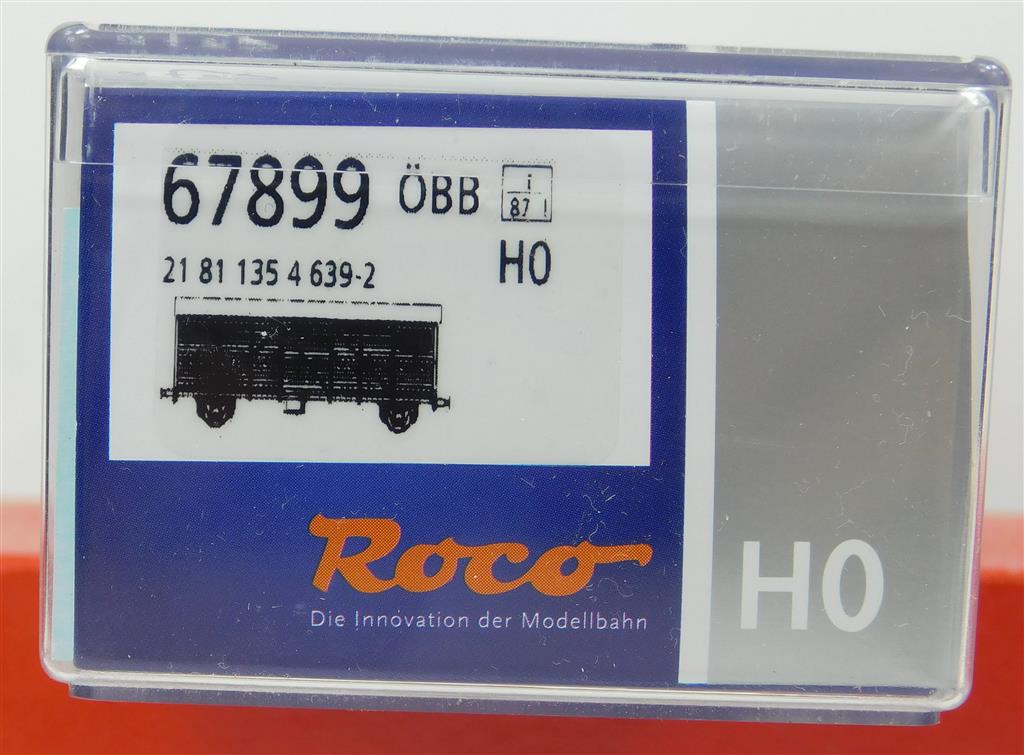 67899 ÖBB
i
87
21 81 135 4 639-2
H0
Roco
Die Innovation der Modellbahn
H0